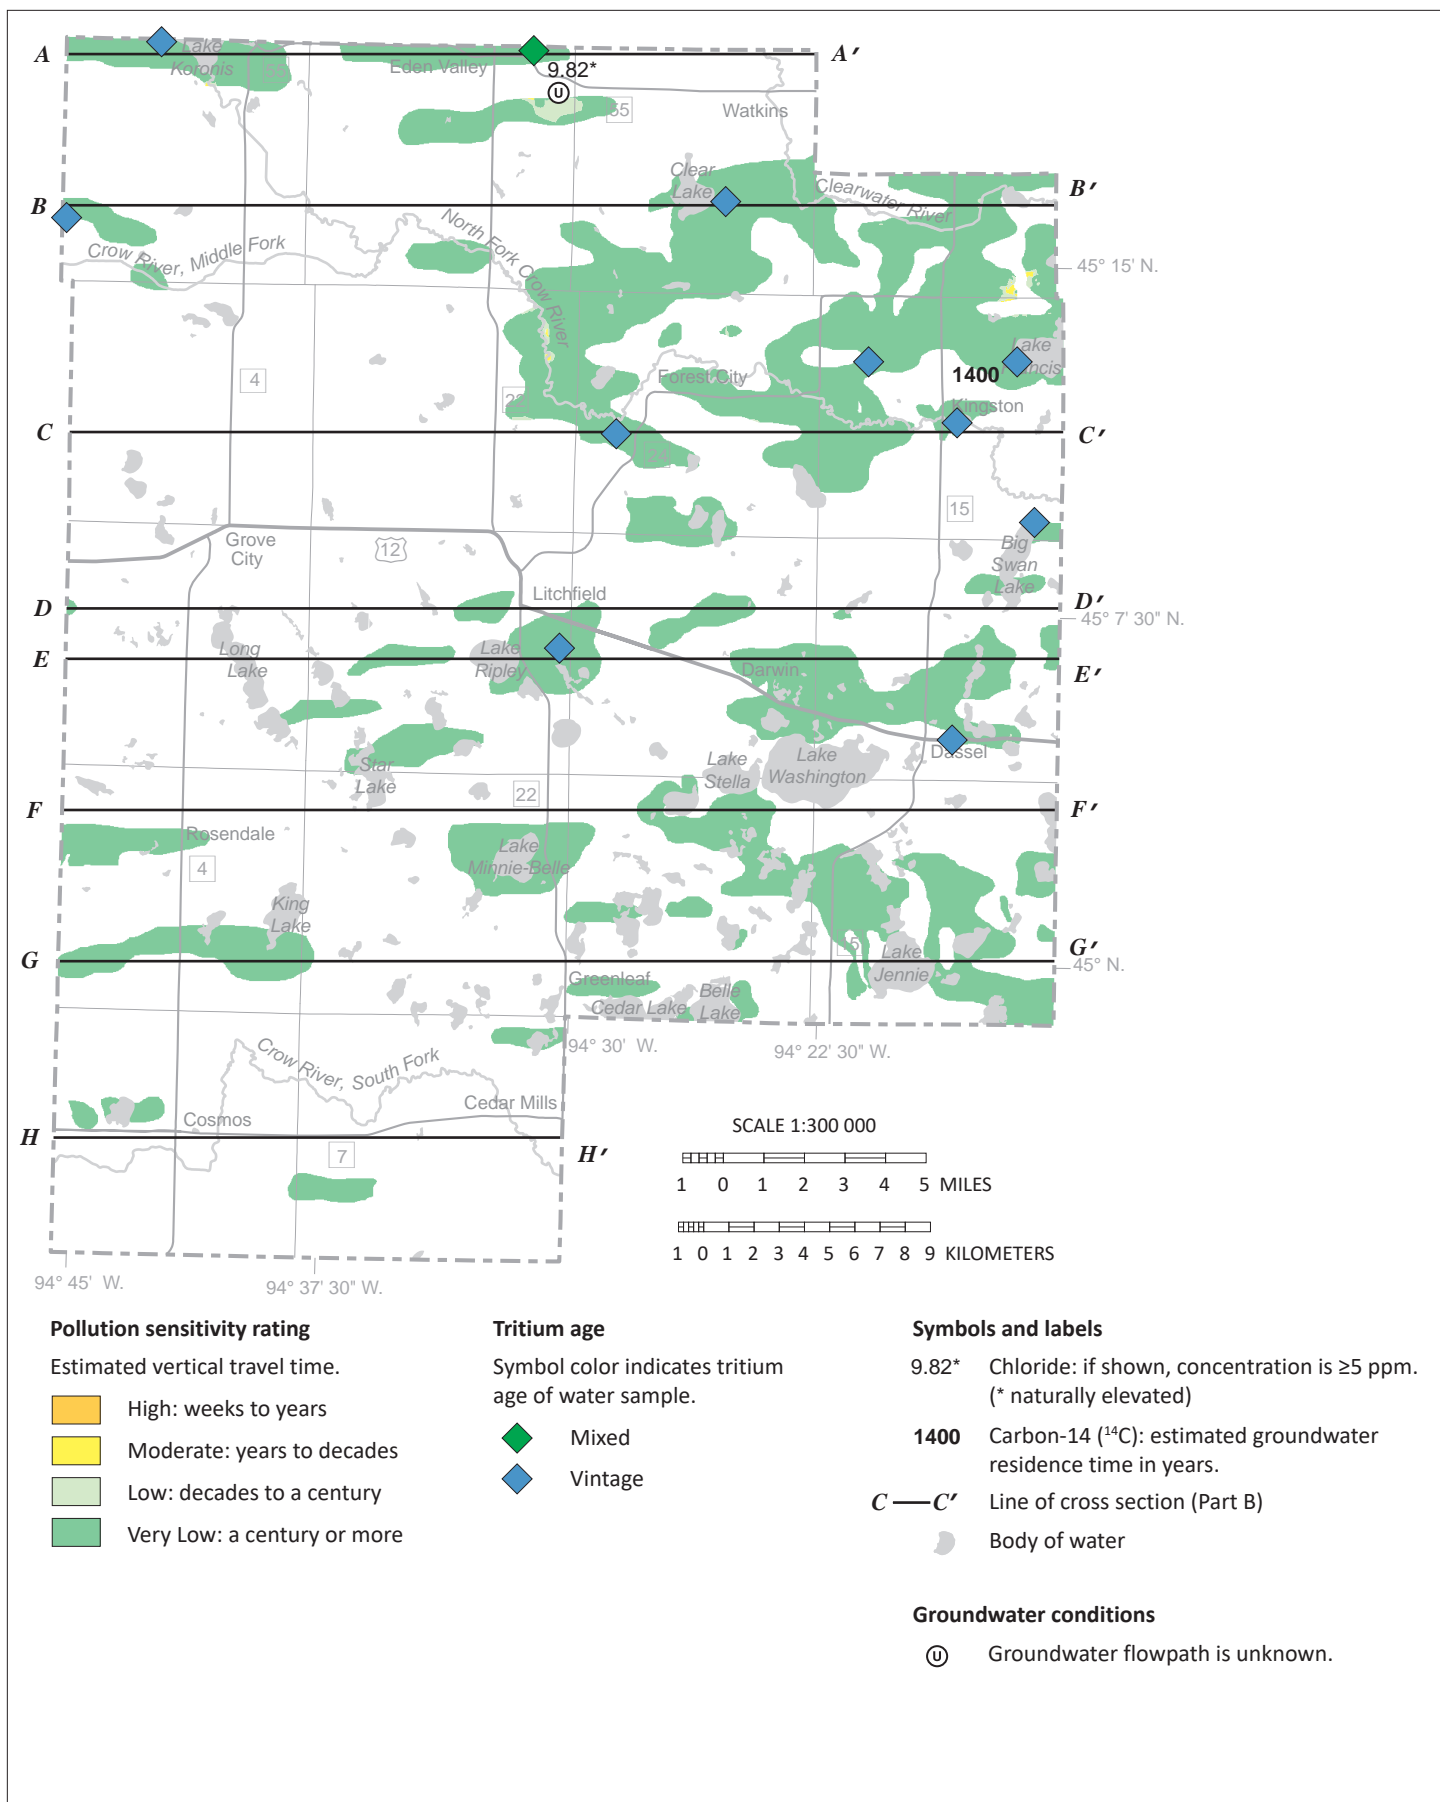 A
A′
Lake
Koronis
55
Eden Valley
9.82*
U
55
Watkins
Clear
Lake
Clearwater River
B
B′
North Fork Crow River
Crow River, Middle Fork
45° 15' N.
4
22
Forest City
Lake
Francis
1400
Kingston
C
C′
24
15
Grove
City
12
Big
Swan
Lake
Litchfield
D
D′
45° 7' 30" N.
Long
Lake
Lake
Ripley
E
E′
Darwin
Dassel
Star
Lake
Lake
Stella
Lake
Washington
22
F
F′
Rosendale
4
Lake
Minnie-Belle
King
Lake
15
Lake
Jennie
G
G′
45° N.
Greenleaf
Cedar Lake
Belle
Lake
94° 30' W.
94° 22' 30" W.
Crow River, South Fork
Cosmos
Cedar Mills
H
H′
7
94° 45' W.
94° 37' 30" W.
SCALE 1:300 000
1 0 1 2 3 4 5 MILES
1 0 1 2 3 4 5 6 7 8 9 KILOMETERS
Pollution sensitivity rating
Estimated vertical travel time.
High: weeks to years
Moderate: years to decades
Low: decades to a century
Very Low: a century or more
Tritium age
Symbol color indicates tritium
age of water sample.
Mixed
Vintage
Symbols and labels
9.82* Chloride: if shown, concentration is ≥5 ppm.
(* naturally elevated)
1400 Carbon-14 (¹⁴C): estimated groundwater
residence time in years.
C — C′ Line of cross section (Part B)
Body of water
Groundwater conditions
U Groundwater flowpath is unknown.